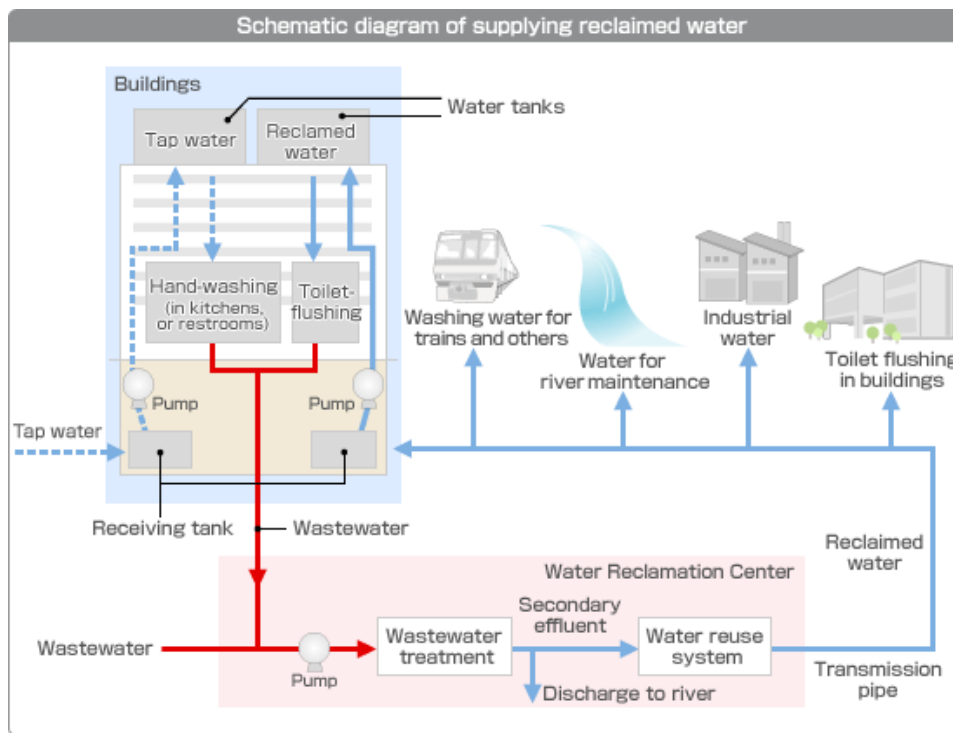 Schematic diagram of supplying reclaimed water
Buildings
Water tanks
Tap water
Reclamed
water
Hand-washing
(in kitchens,
or restrooms)
Toilet-
flushing
Washing water for
trains and others
Water for
river maintenance
Industrial
water
Toilet flushing
in buildings
Pump
Pump
Tap water
Receiving tank
Wastewater
Reclaimed
water
Water Reclamation Center
Secondary
effluent
Wastewater
Wastewater
treatment
Water reuse
system
Pump
Discharge to river
Transmission
pipe